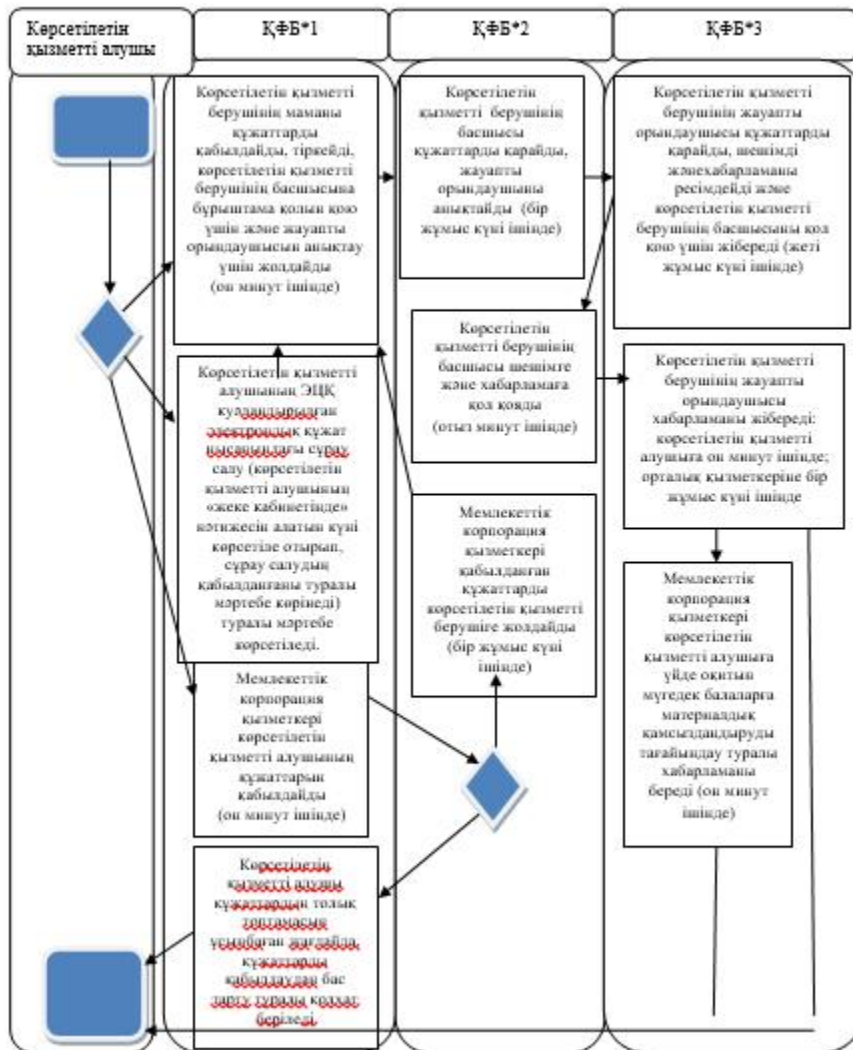 Көрсетілетін
қызметті алушы
ҚФБ*1
ҚФБ*2
ҚФБ*3
Көрсетілетін қызметті
берушінің маманы
құжаттарды
қабылдайды, тіркейді,
көрсетілетін қызметті
берушінің басшысына
бұрыштама қолын қою
үшін және жауапты
орындаушысын анықтау
үшін жолдайды
(он минут ішінде)
Көрсетілетін
қызметті берушінің
басшысы
құжаттарды қарайды,
жауапты
орындаушыны
анықтайды (бір
жұмыс күні ішінде)
Көрсетілетін қызметті
берушінің жауапты
орындаушысы құжаттарды
қарайды, шешімді
жәнехабарламаны
ресімдейді және
көрсетілетін қызметті
берушінің басшысыны қол
қою үшін жібереді (жеті
жұмыс күні ішінде)
Көрсетілетін қызметті
алушының ЭЦҚ
куәландырылған
электрондық құжат
нысанындағы сұрау
салу (көрсетілетін
қызметті алушының
«жеке кабинетінде»
нәтижесін алатын күні
көрсетіле отырып,
сұрау салудың
қабылданғаны туралы
мәртебе көрінеді)
туралы мәртебе
көрсетіледі.
Көрсетілетін
қызметті берушінің
басшысы шешімге
және хабарламаға
қол қояды
(отыз минут ішінде)
Көрсетілетін қызметті
берушінің жауапты
орындаушысы
хабарламаны жібереді:
көрсетілетін қызметті
алушыға он минут ішінде;
орталық қызметкеріне бір
жұмыс күні ішінде
Мемлекеттік
корпорация
қызметкері
қабылданған
құжаттарды
көрсетілетін қызметті
берушіге жолдайды
(бір жұмыс күні
ішінде)
Мемлекеттік
корпорация
қызметкері
көрсетілетін
қызметті алушыға
үйде оқитын
мүгедек балаларға
материалдық
қамсыздандыруды
тағайындау туралы
хабарламаны
береді (он минут
ішінде)
Мемлекеттік
корпорация
қызметкері
көрсетілетін
қызметті алушының
құжаттарын
қабылдайды
(он минут ішінде)
Көрсетілетін
қызметті алушы
құжаттардың толық
топтамасын
ұсынбаған жағдайда,
құжаттарды
қабылдаудан бас
тарту туралы қолхат
беріледі.